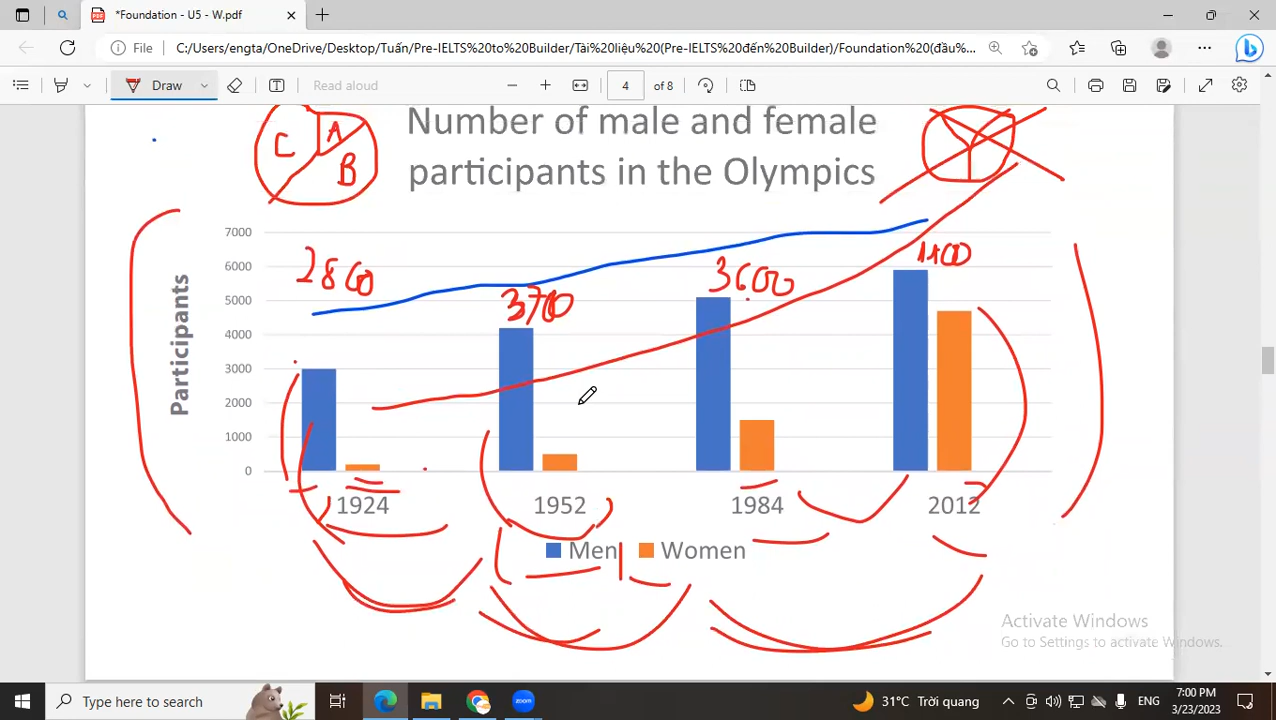 *Foundation - U5 - W.pdf
File
C:/Users/engta/OneDrive/Desktop/Tuấn/Pre-IELTS%20to%20Builder/Tài liệu%20(Pre-IELTS%20đến%20Builder)/Foundation%20(đầu%...
Draw
Read aloud
4
of 8
Number of male and female
participants in the Olympics
C
A
B
7000
6000
5000
4000
3000
2000
1000
0
Participants
2800
3700
3600
1924
1952
1984
2012
Men
Women
Activate Windows
Go to Settings to activate Windows.
Type here to search
zoom
31°C Trời quang
ENG
7:00 PM
3/23/2023